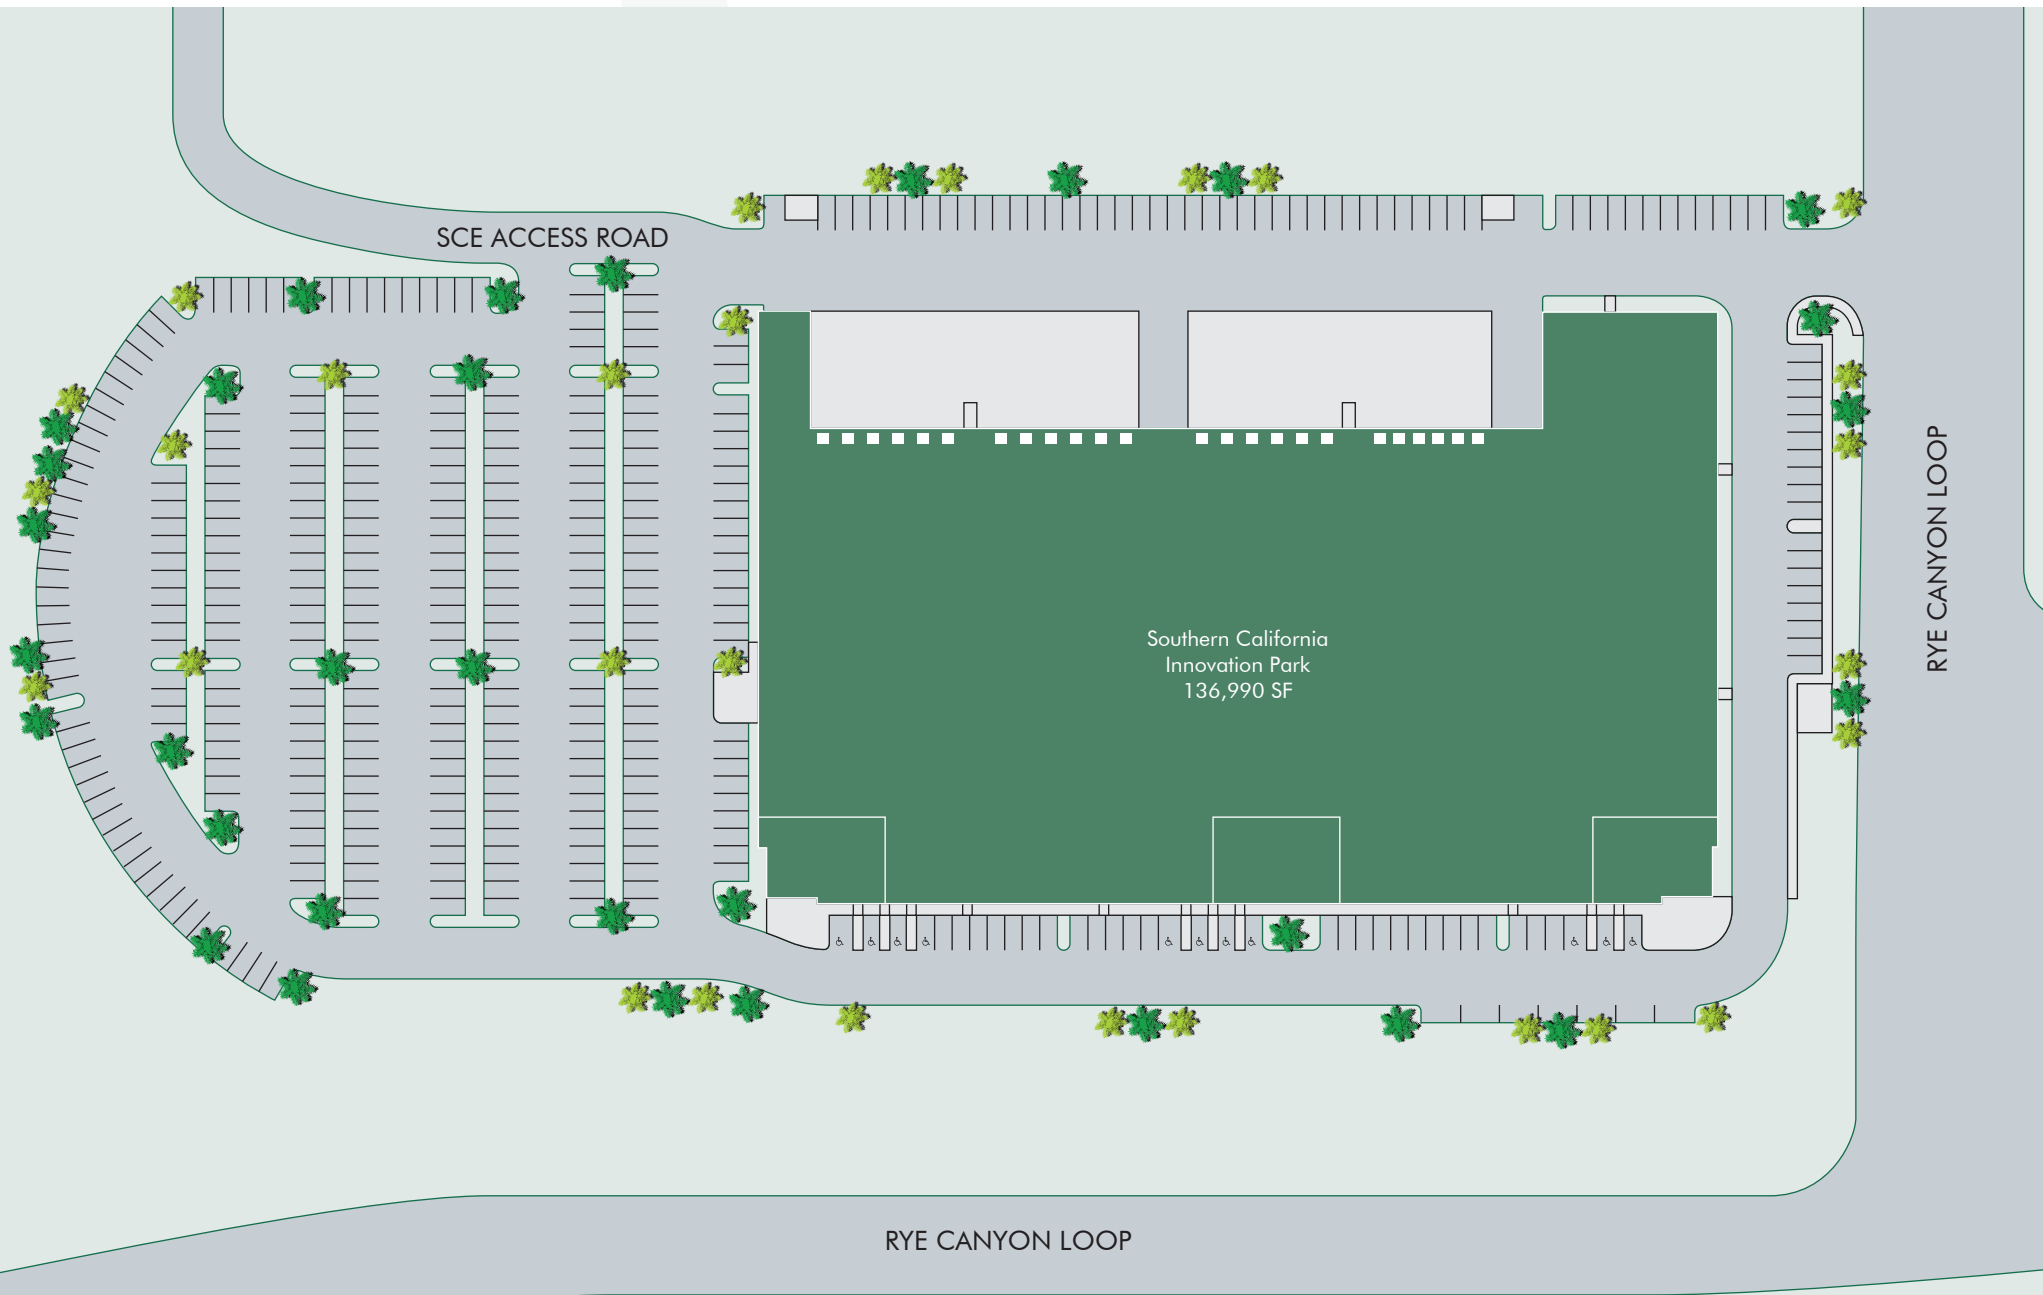 SCE ACCESS ROAD
RYE CANYON LOOP
Southern California
Innovation Park
136,990 SF
RYE CANYON LOOP